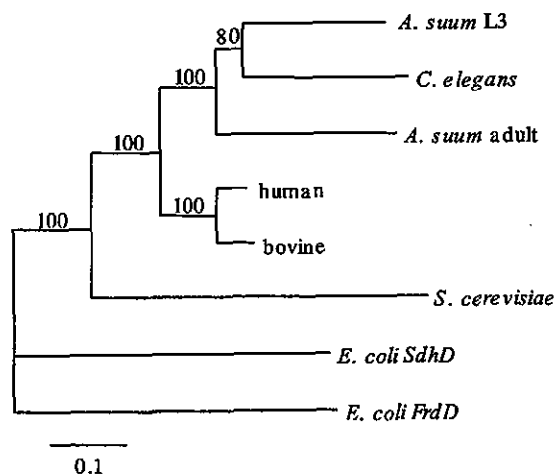 A. suum L3
80
C. elegans
100
A. suum adult
100
human
100
100
bovine
S. cerevisiae
E. coli SdhD
E. coli FrdD
0.1